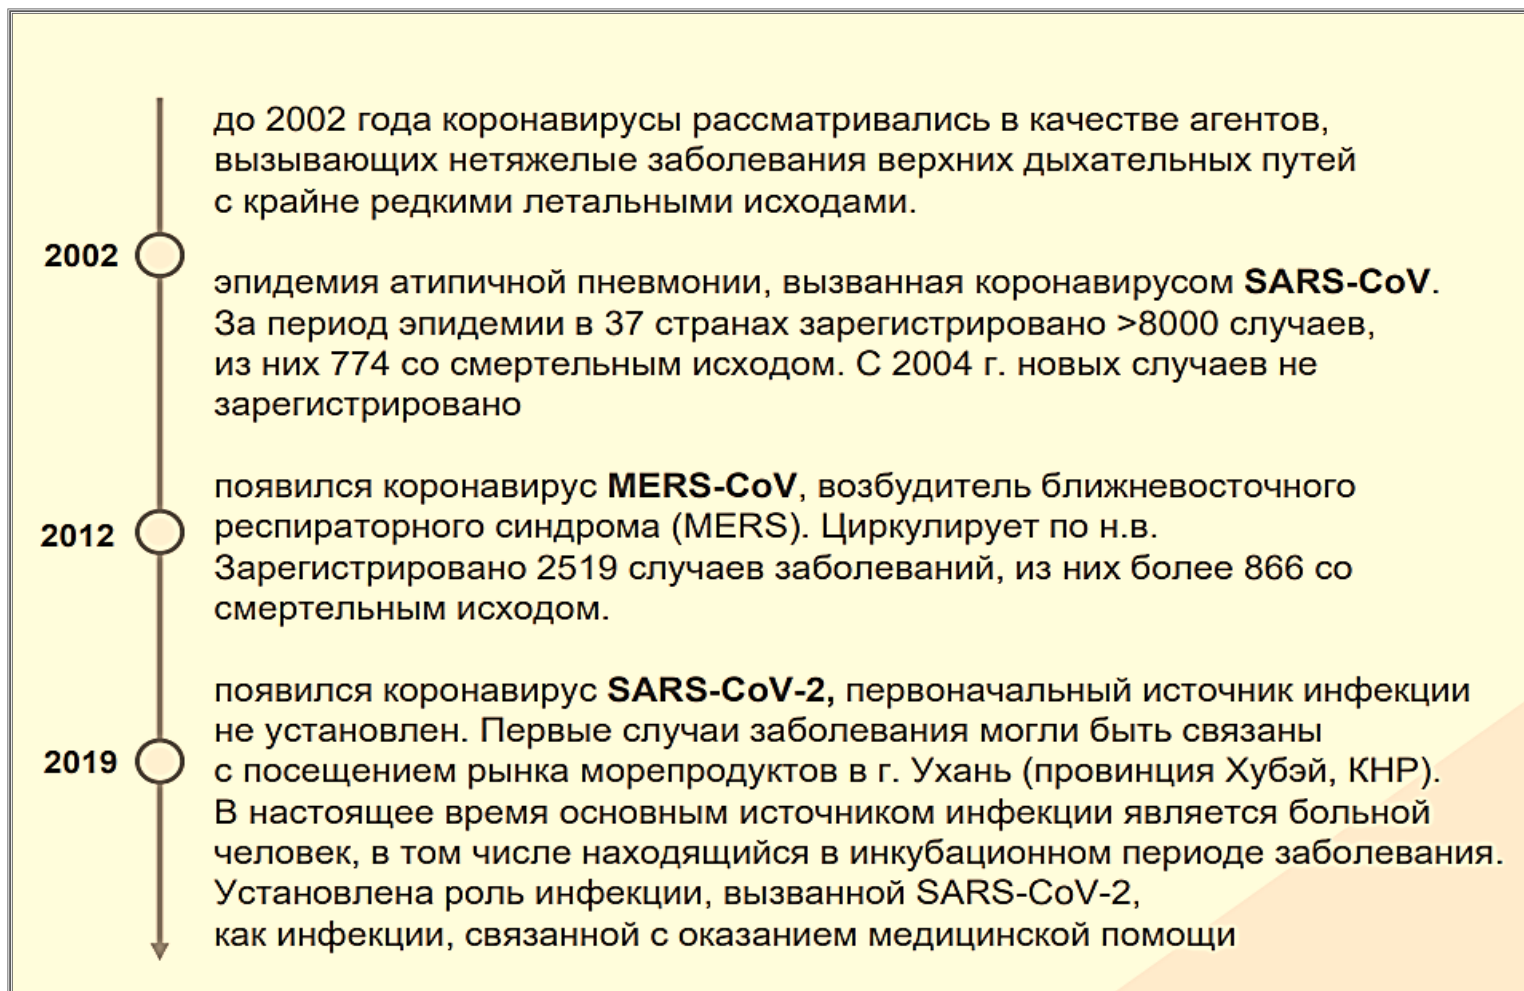 до 2002 года коронавирусы рассматривались в качестве агентов,
вызывающих нетяжелые заболевания верхних дыхательных путей
с крайне редкими летальными исходами.
2002
эпидемия атипичной пневмонии, вызванная коронавирусом SARS-CoV.
За период эпидемии в 37 странах зарегистрировано >8000 случаев,
из них 774 со смертельным исходом. С 2004 г. новых случаев не
зарегистрировано
2012
появился коронавирус MERS-CoV, возбудитель ближневосточного
респираторного синдрома (MERS). Циркулирует по н.в.
Зарегистрировано 2519 случаев заболеваний, из них более 866 со
смертельным исходом.
2019
появился коронавирус SARS-CoV-2, первоначальный источник инфекции
не установлен. Первые случаи заболевания могли быть связаны
с посещением рынка морепродуктов в г. Ухань (провинция Хубэй, КНР).
В настоящее время основным источником инфекции является больной
человек, в том числе находящийся в инкубационном периоде заболевания.
Установлена роль инфекции, вызванной SARS-CoV-2,
как инфекции, связанной с оказанием медицинской помощи